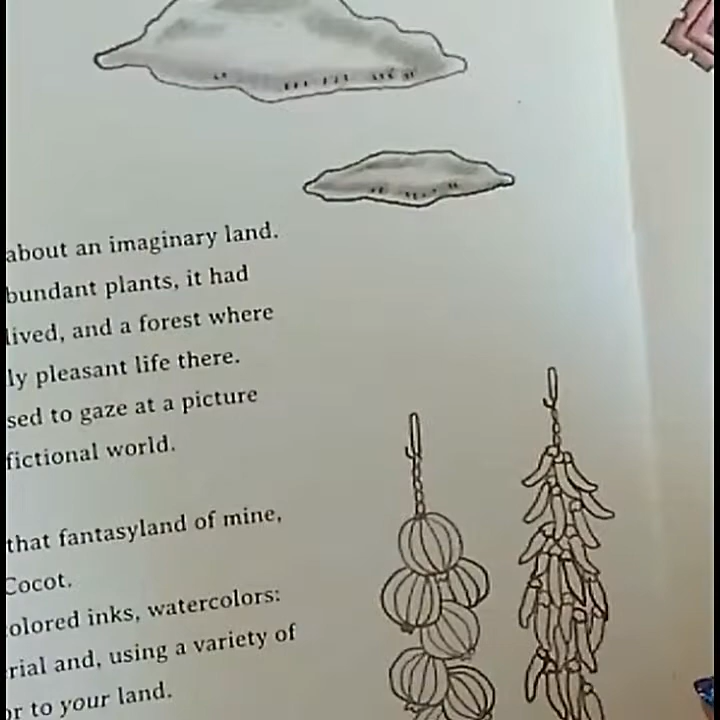 about an imaginary land.
bundant plants, it had
lived, and a forest where
ly pleasant life there.
sed to gaze at a picture
fictional world.
that fantasyland of mine,
Cocot.
olored inks, watercolors:
rial and, using a variety of
or to your land.